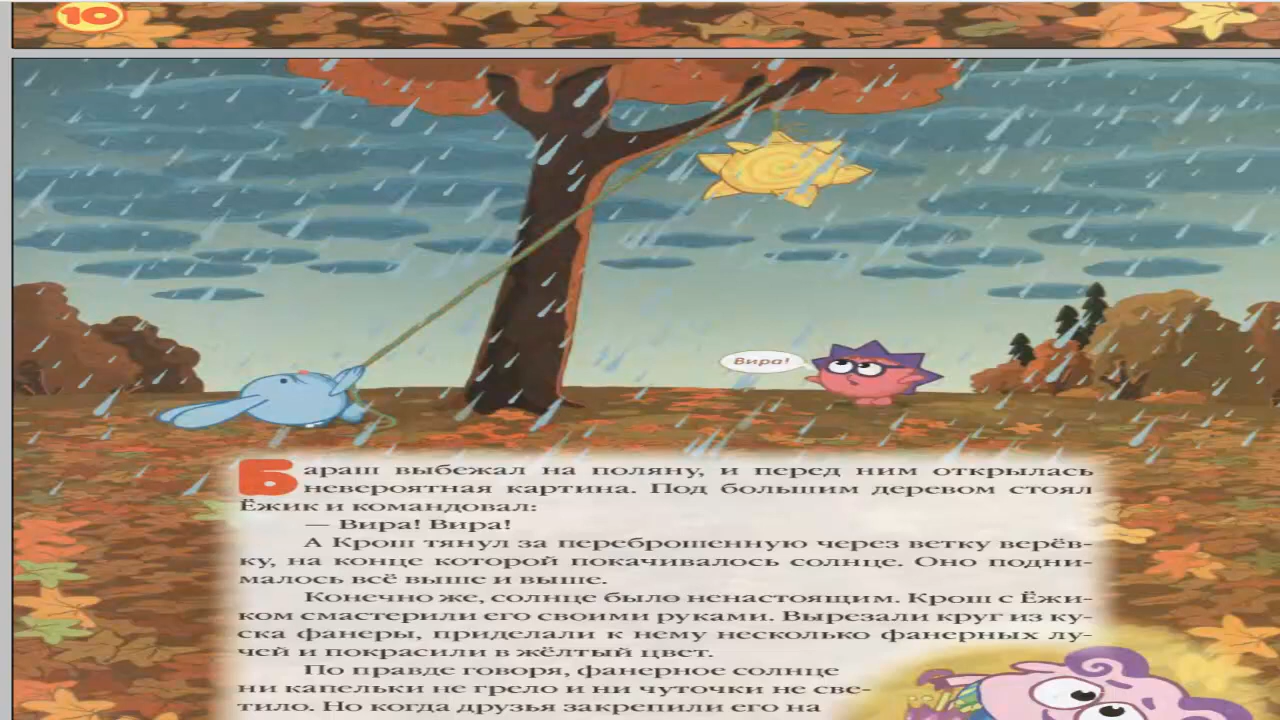 10
Вира!
Бараш выбежал на поляну, и перед ним открылась
невероятная картина. Под большим деревом стоял
Ёжик и командовал:
— Вира! Вира!
А Крош тянул за переброшенную через ветку верёв-
ку, на конце которой покачивалось солнце. Оно подни-
малось всё выше и выше.
Конечно же, солнце было ненастоящим. Крош с Ёжи-
ком смастерили его своими руками. Вырезали круг из ку-
ска фанеры, приделали к нему несколько фанерных лу-
чей и покрасили в жёлтый цвет.
По правде говоря, фанерное солнце
ни капельки не грело и ни чуточки не све-
тило. Но когда друзья закрепили его на